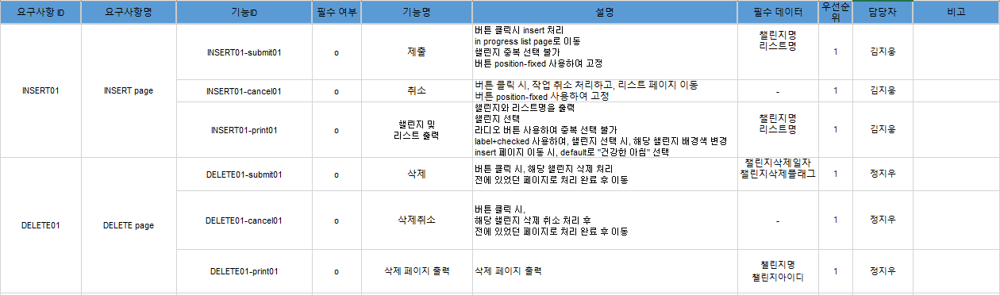 요구사항 ID 요구사항명 기능ID 필수 여부 기능명 설명 필수 데이터 우선순위 담당자 비고
INSERT01 INSERT page
INSERT01-submit01 o 제출
버튼 클릭시 insert 처리
in progress list page로 이동
챌린지 중복 선택 불가
버튼 position-fixed 사용하여 고정
챌린지명
리스트명
1 김지웅
INSERT01-cancel01 o 취소
버튼 클릭 시, 작업 취소 처리하고, 리스트 페이지 이동
버튼 position-fixed 사용하여 고정
- 1 김지웅
INSERT01-print01 o
챌린지 및
리스트 출력
챌린지와 리스트명을 출력
챌린지 선택
라디오 버튼 사용하여 중복 선택 불가
label+checked 사용하여, 챌린지 선택 시, 해당 챌린지 배경색 변경
insert 페이지 이동 시, default로 "건강한 아침" 선택
챌린지명
리스트명
1 김지웅
DELETE01 DELETE page
DELETE01-submit01 o 삭제
버튼 클릭 시, 해당 챌린지 삭제 처리
전에 있었던 페이지로 처리 완료 후 이동
챌린지삭제일자
챌린지삭제플래그
1 정지우
DELETE01-cancel01 o 삭제취소
버튼 클릭 시,
해당 챌린지 삭제 취소 처리 후
전에 있었던 페이지로 처리 완료 후 이동
- 1 정지우
DELETE01-print01 o 삭제 페이지 출력 삭제 페이지 출력
챌린지명
챌린지아이디
1 정지우